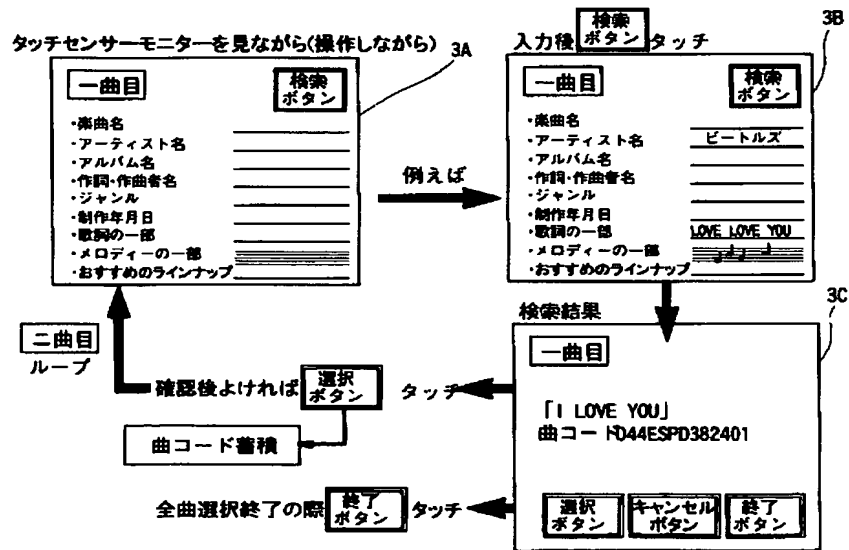 タッチセンサーモニターを見ながら(操作しながら)
3A
一曲目
検索
ボタン
・楽曲名
・アーティスト名
・アルバム名
・作詞・作曲者名
・ジャンル
・制作年月日
・歌詞の一部
・メロディーの一部
・おすすめのラインナップ
例えば
入力後 検索ボタン タッチ
3B
一曲目
検索
ボタン
・楽曲名
・アーティスト名 ビートルズ
・アルバム名
・作詞・作曲者名
・ジャンル
・制作年月日
・歌詞の一部 LOVE LOVE YOU
・メロディーの一部
・おすすめのラインナップ
検索結果
3C
一曲目
「I LOVE YOU」
曲コードD44ESPD382401
選択
ボタン
キャンセル
ボタン
終了
ボタン
二曲目
ループ
確認後よければ 選択ボタン タッチ
曲コード蓄積
全曲選択終了の際 終了ボタン タッチ